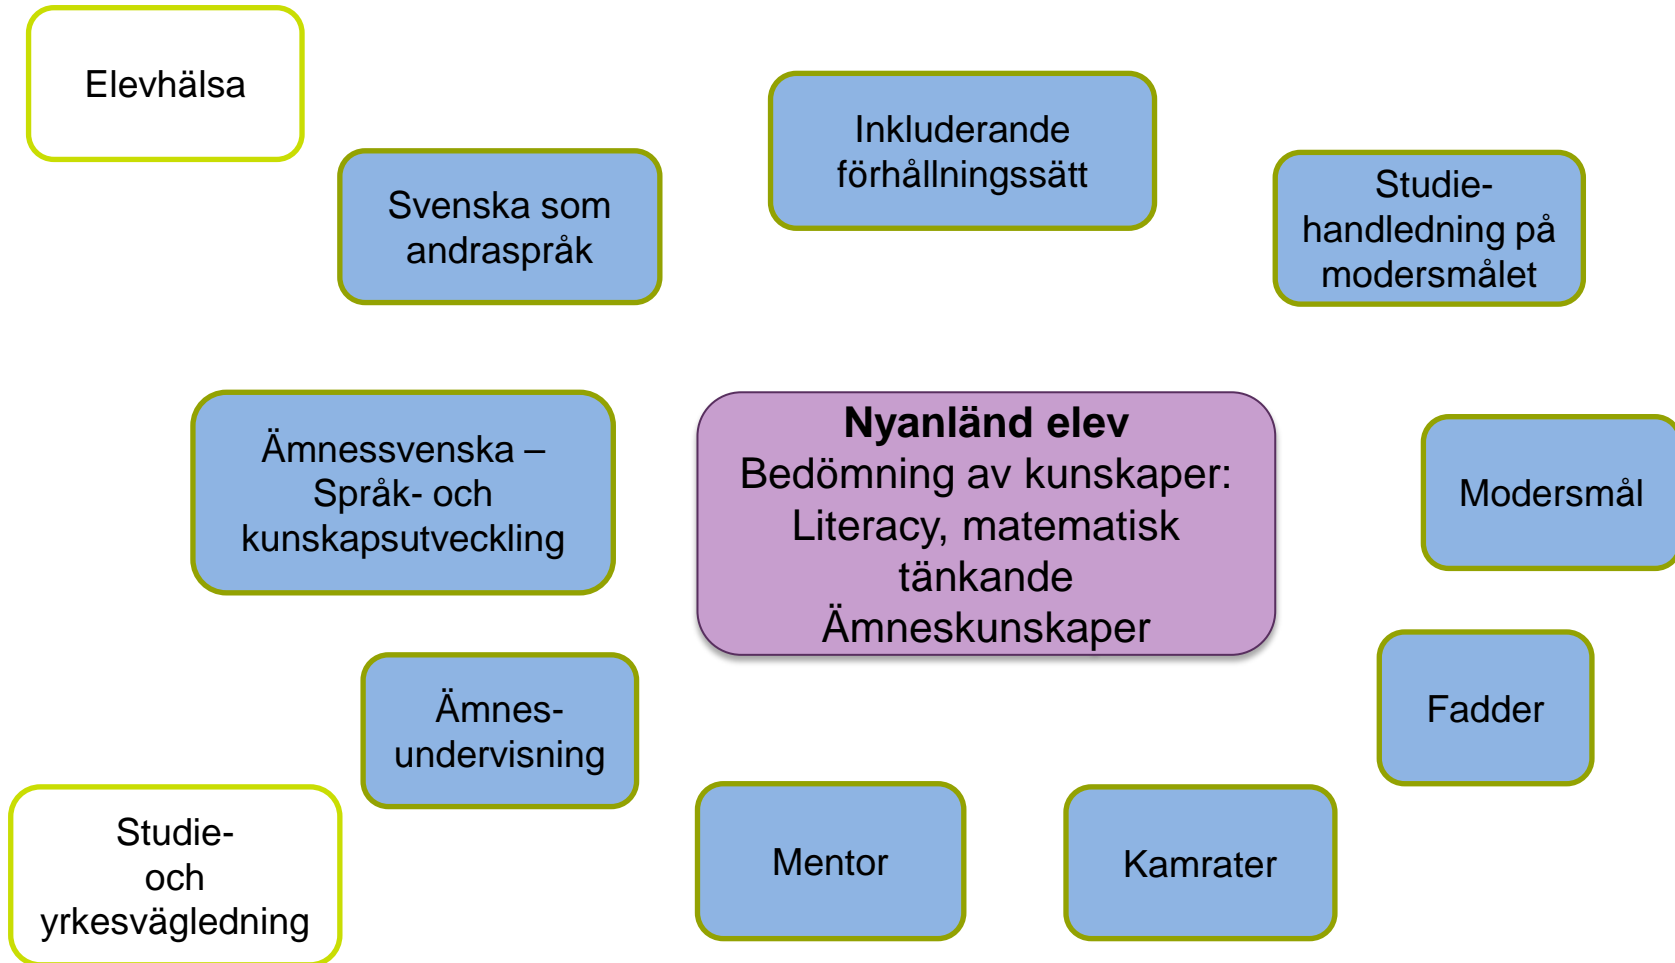 Elevhälsa
Inkluderande
förhållningssätt
Svenska som
andraspråk
Studie-
handledning på
modersmålet
Ämnessvenska –
Språk- och
kunskapsutveckling
Nyanländ elev
Bedömning av kunskaper:
Literacy, matematisk
tänkande
Ämneskunskaper
Modersmål
Ämnes-
undervisning
Fadder
Studie-
och
yrkesvägledning
Mentor
Kamrater